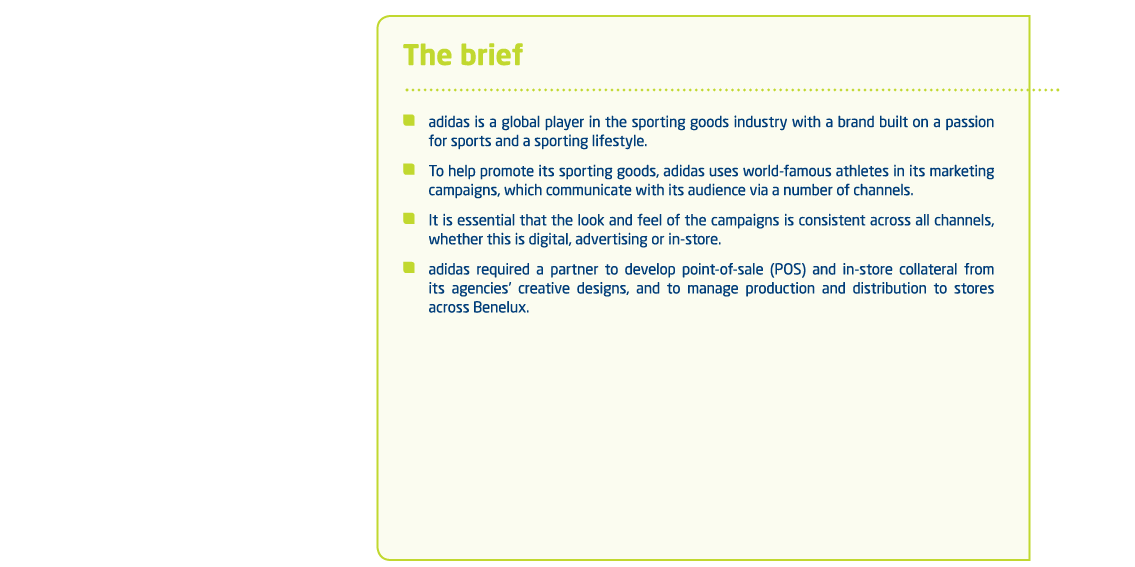 The brief
adidas is a global player in the sporting goods industry with a brand built on a passion
for sports and a sporting lifestyle.
To help promote its sporting goods, adidas uses world-famous athletes in its marketing
campaigns, which communicate with its audience via a number of channels.
It is essential that the look and feel of the campaigns is consistent across all channels,
whether this is digital, advertising or in-store.
adidas required a partner to develop point-of-sale (POS) and in-store collateral from
its agencies’ creative designs, and to manage production and distribution to stores
across Benelux.